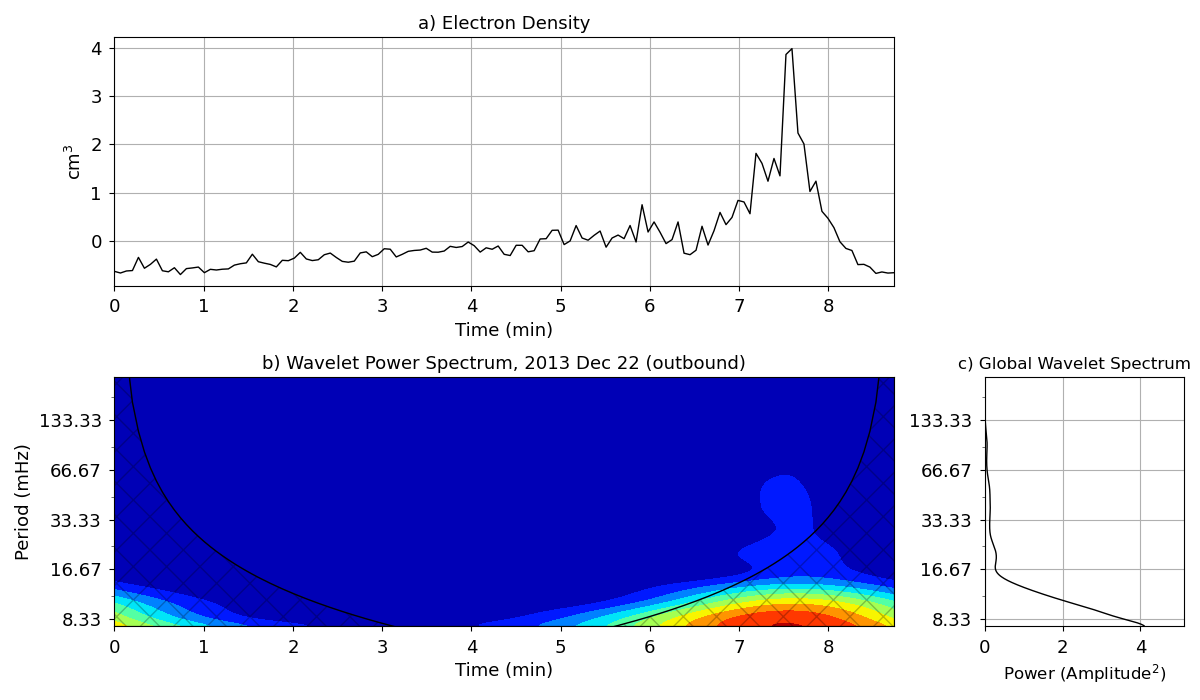 a) Electron Density
4
3
2
1
0
cm³
0 1 2 3 4 5 6 7 8
Time (min)
b) Wavelet Power Spectrum, 2013 Dec 22 (outbound)
133.33
66.67
33.33
16.67
8.33
Period (mHz)
0 1 2 3 4 5 6 7 8
Time (min)
c) Global Wavelet Spectrum
133.33
66.67
33.33
16.67
8.33
0 2 4
Power (Amplitude²)